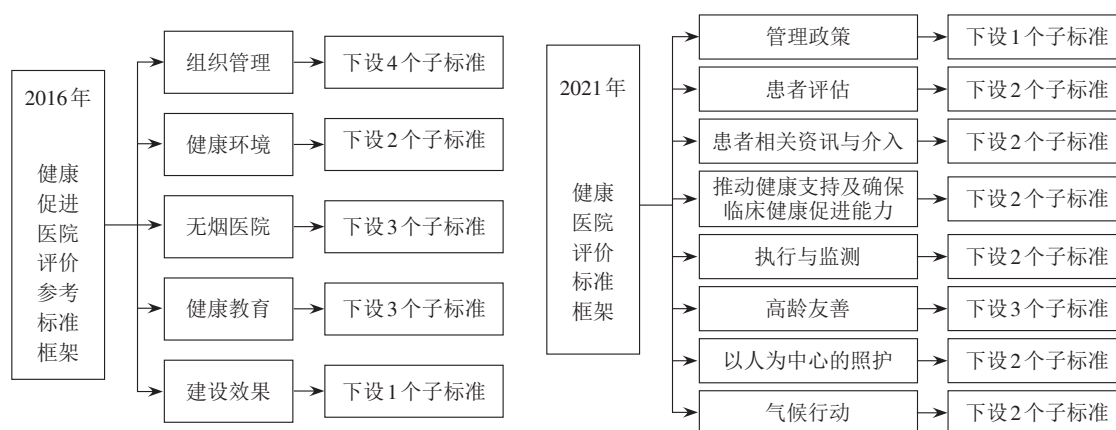 2016年
健康
促进
医院
评价
参考
标准
框架
组织管理
下设4个子标准
健康环境
下设2个子标准
无烟医院
下设3个子标准
健康教育
下设3个子标准
建设效果
下设1个子标准
2021年
健康
医院
评价
标准
框架
管理政策
下设1个子标准
患者评估
下设2个子标准
患者相关资讯与介入
下设2个子标准
推动健康支持及确保
临床健康促进能力
下设2个子标准
执行与监测
下设2个子标准
高龄友善
下设3个子标准
以人为中心的照护
下设2个子标准
气候行动
下设2个子标准